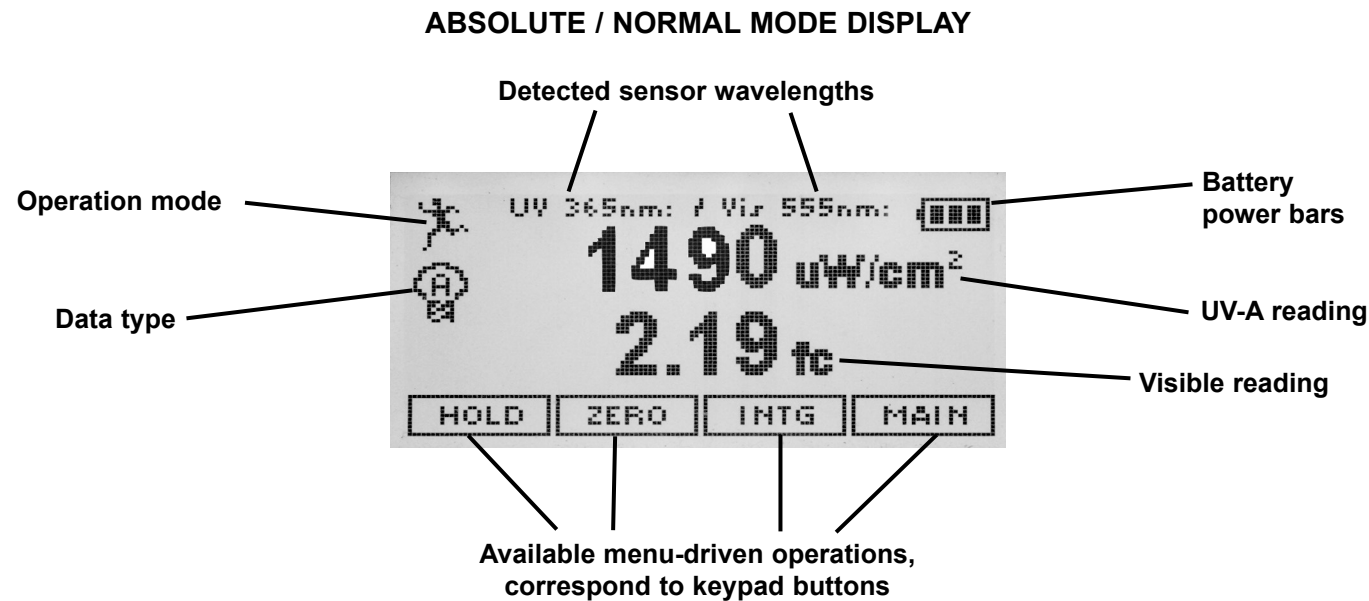 ABSOLUTE / NORMAL MODE DISPLAY
Detected sensor wavelengths
Operation mode
Battery
power bars
UV 365nm: / Vis 555nm:
1490 uW/cm²
A
Data type
UV-A reading
2.19 fc
Visible reading
HOLD ZERO INTG MAIN
Available menu-driven operations,
correspond to keypad buttons